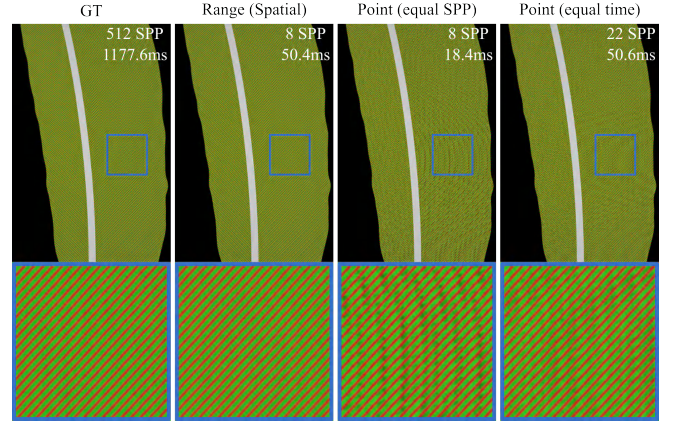 GT
Range (Spatial)
Point (equal SPP)
Point (equal time)
512 SPP
1177.6ms
8 SPP
50.4ms
8 SPP
18.4ms
22 SPP
50.6ms